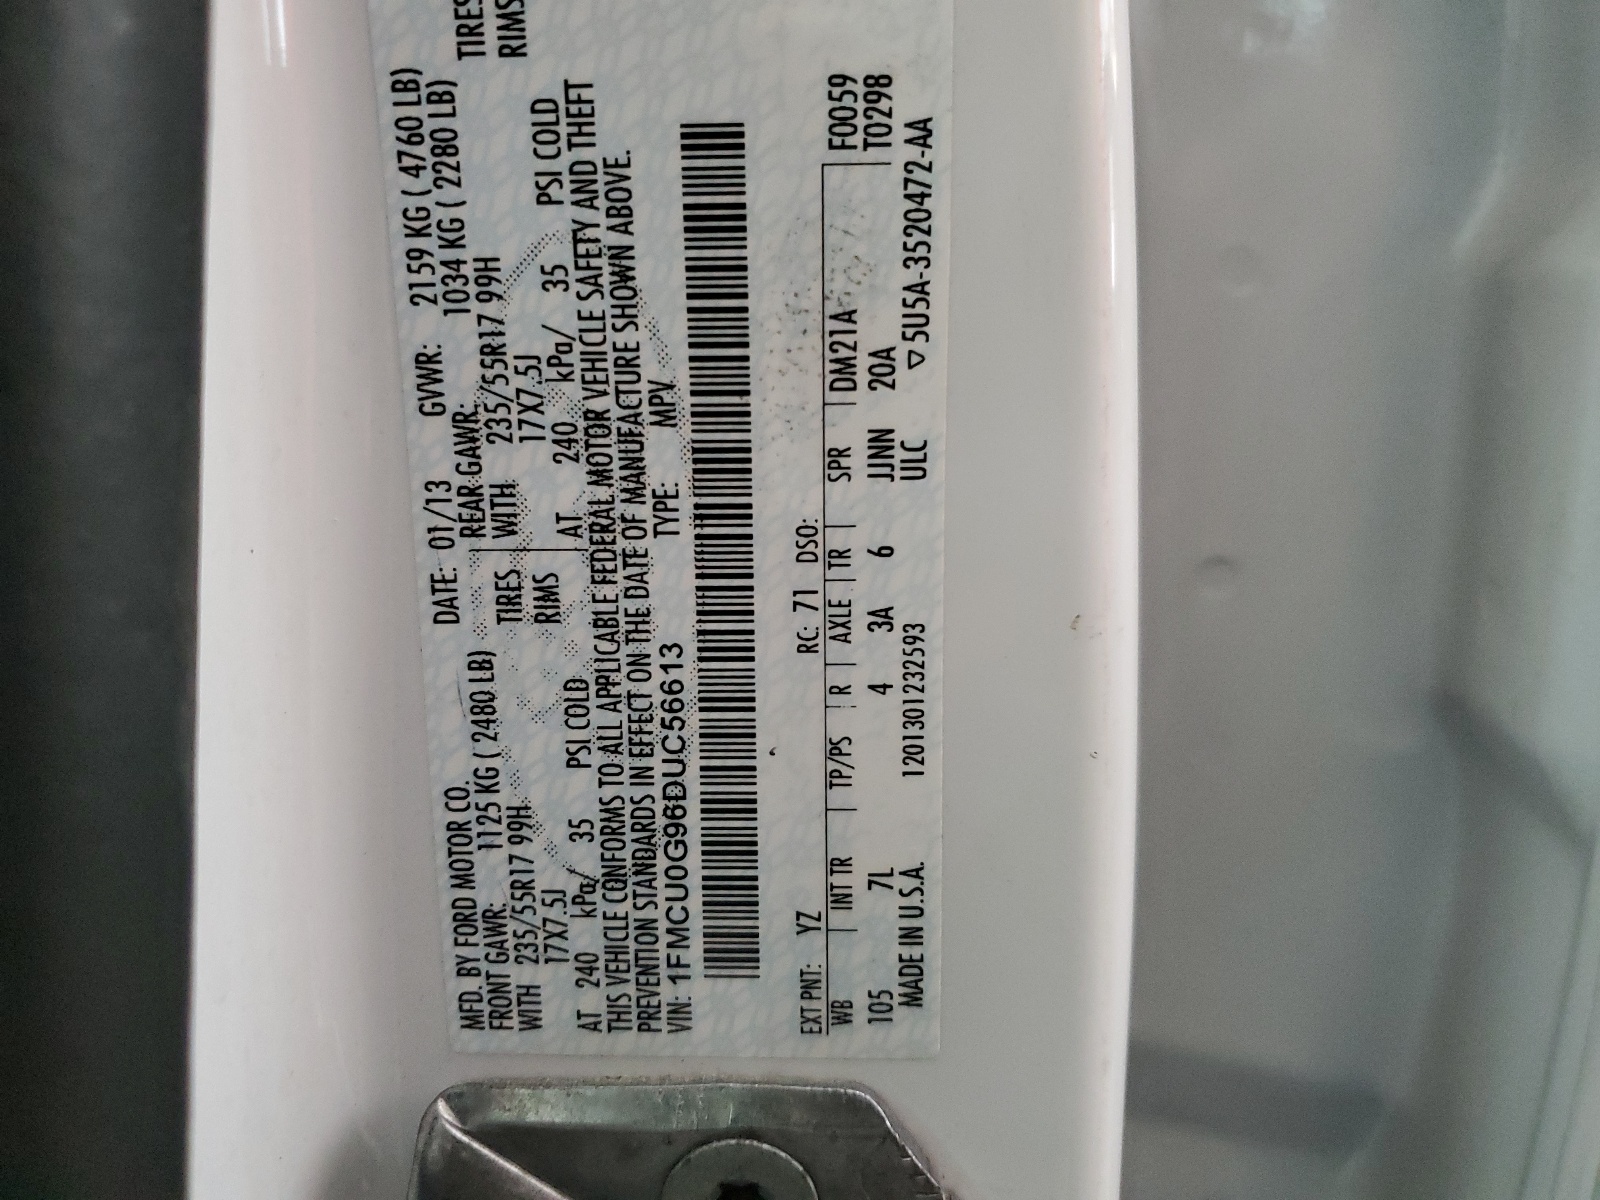 MFD. BY FORD MOTOR CO.
DATE: 01/13 GVWR: 2159 KG ( 4760 LB)
FRONT GAWR: 1125 KG ( 2480 LB) REAR GAWR: 1034 KG ( 2280 LB)
WITH 235/55R17 99H TIRES WITH 235/55R17 99H TIRES
17X7.5J RIMS 17X7.5J RIMS
AT 240 kPa/ 35 PSI COLD AT 240 kPa/ 35 PSI COLD
THIS VEHICLE CONFORMS TO ALL APPLICABLE FEDERAL MOTOR VEHICLE SAFETY AND THEFT
PREVENTION STANDARDS IN EFFECT ON THE DATE OF MANUFACTURE SHOWN ABOVE.
VIN: 1FMCU0G96DUC56613 TYPE: MPV
EXT PNT: YZ RC: 71 DSO: F0059
WB INT TR TP/PS R AXLE TR SPR DM21A T0298
105 7L 4 3A 6 JJNN 20A
MADE IN U.S.A. 1201301232593 ULC ▽5U5A-3520472-AA